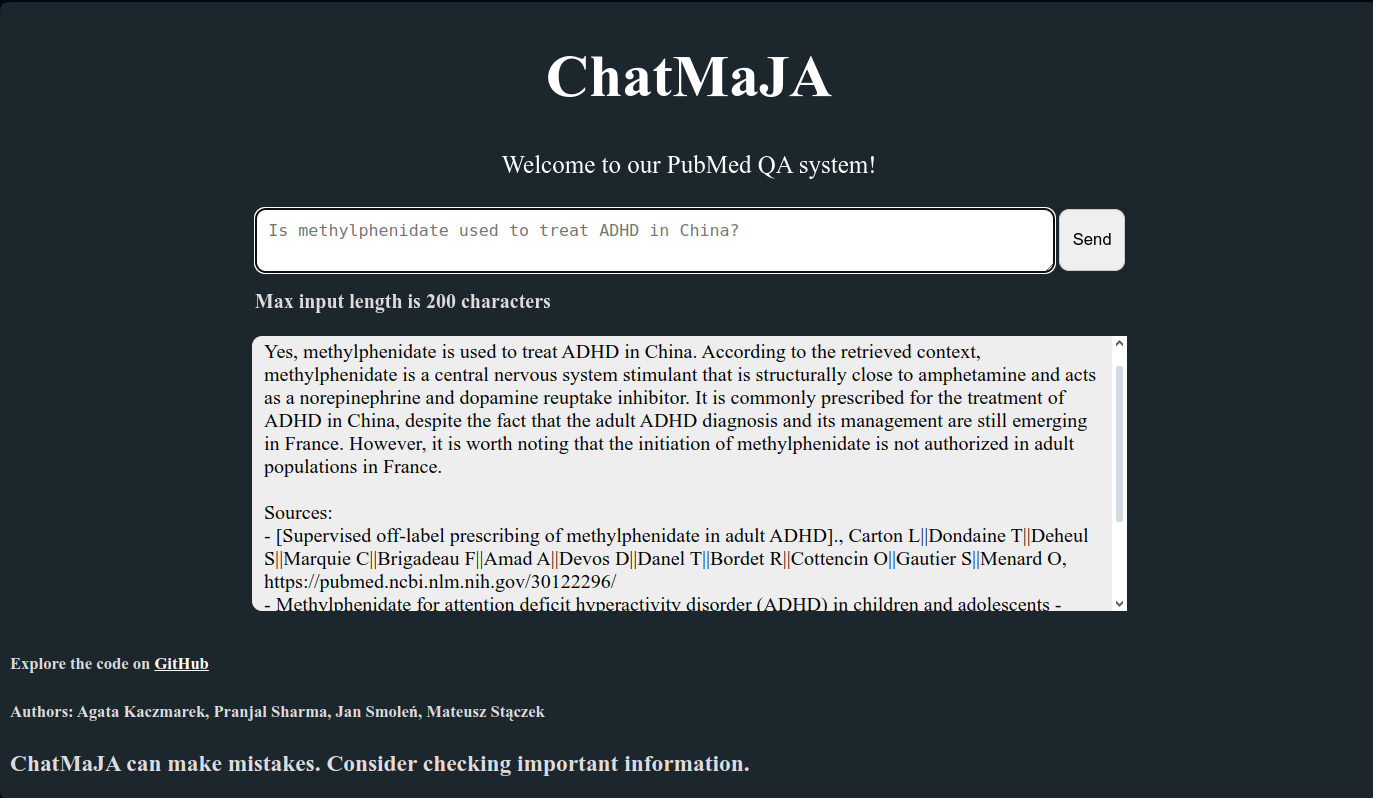 ChatMaJA
Welcome to our PubMed QA system!
Is methylphenidate used to treat ADHD in China?
Send
Max input length is 200 characters
Yes, methylphenidate is used to treat ADHD in China. According to the retrieved context,
methylphenidate is a central nervous system stimulant that is structurally close to amphetamine and acts
as a norepinephrine and dopamine reuptake inhibitor. It is commonly prescribed for the treatment of
ADHD in China, despite the fact that the adult ADHD diagnosis and its management are still emerging
in France. However, it is worth noting that the initiation of methylphenidate is not authorized in adult
populations in France.
Sources:
- [Supervised off-label prescribing of methylphenidate in adult ADHD]., Carton L||Dondaine T||Deheul
S||Marquie C||Brigadeau F||Amad A||Devos D||Danel T||Bordet R||Cottencin O||Gautier S||Menard O,
https://pubmed.ncbi.nlm.nih.gov/30122296/
- Methylphenidate for attention deficit hyperactivity disorder (ADHD) in children and adolescents -
Explore the code on GitHub
Authors: Agata Kaczmarek, Pranjal Sharma, Jan Smoleń, Mateusz Stączek
ChatMaJA can make mistakes. Consider checking important information.